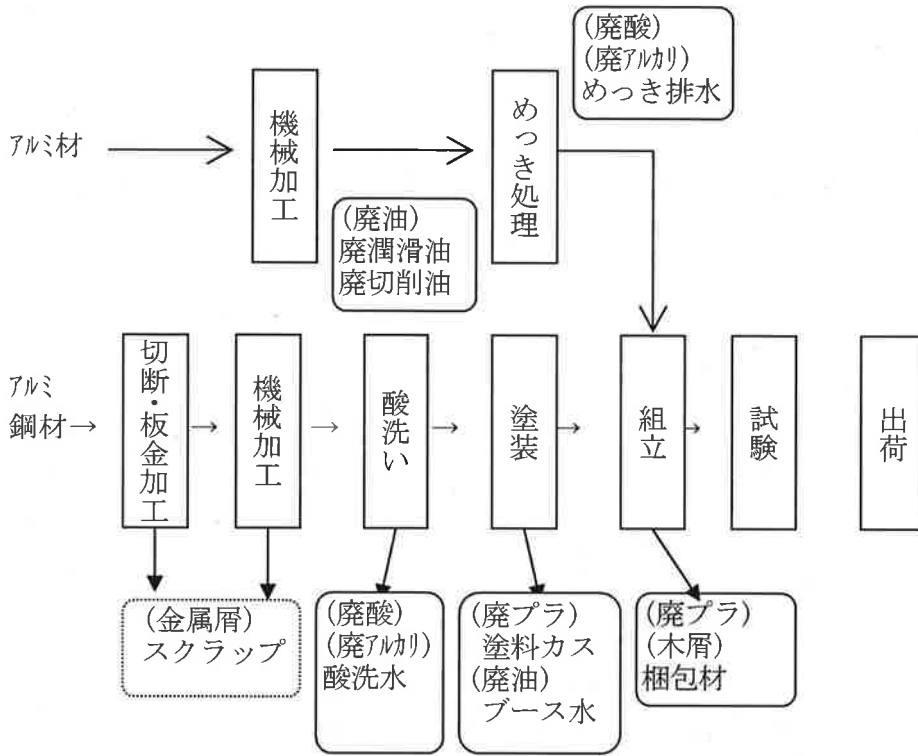 (廃酸)
(廃ｱﾙｶﾘ)
めっき排水
ｱﾙﾐ材
機械加工
めっき処理
(廃油)
廃潤滑油
廃切削油
ｱﾙﾐ
鋼材→
切断・板金加工
→
機械加工
→
酸洗い
→
塗装
→
組立
→
試験
出荷
(金属屑)
スクラップ
(廃酸)
(廃ｱﾙｶﾘ)
酸洗水
(廃プラ)
塗料カス
(廃油)
ブース水
(廃プラ)
(木屑)
梱包材